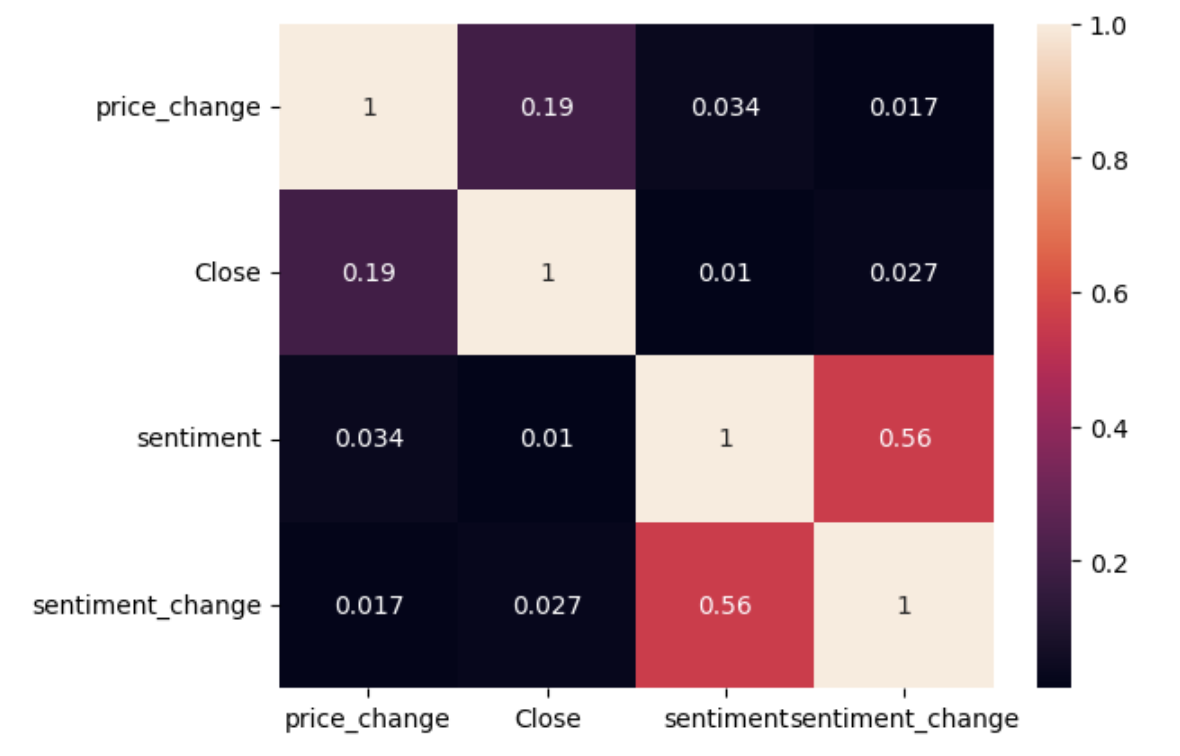 1.0
price_change 1 0.19 0.034 0.017
0.8
Close 0.19 1 0.01 0.027
0.6
sentiment 0.034 0.01 1 0.56
0.4
0.2
sentiment_change 0.017 0.027 0.56 1
price_change Close sentiment sentiment_change